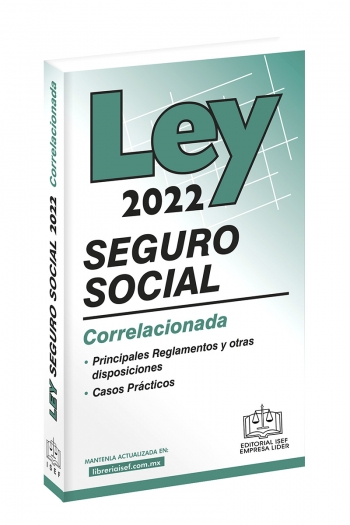 Ley
2022
SEGURO
SOCIAL
Correlacionada
• Principales Reglamentos y otras
disposiciones
• Casos Prácticos
MANTENLA ACTUALIZADA EN:
libreriaisef.com.mx
EDITORIAL ISEF
EMPRESA LIDER
LEY SEGURO SOCIAL 2022 Correlacionada
ISEF